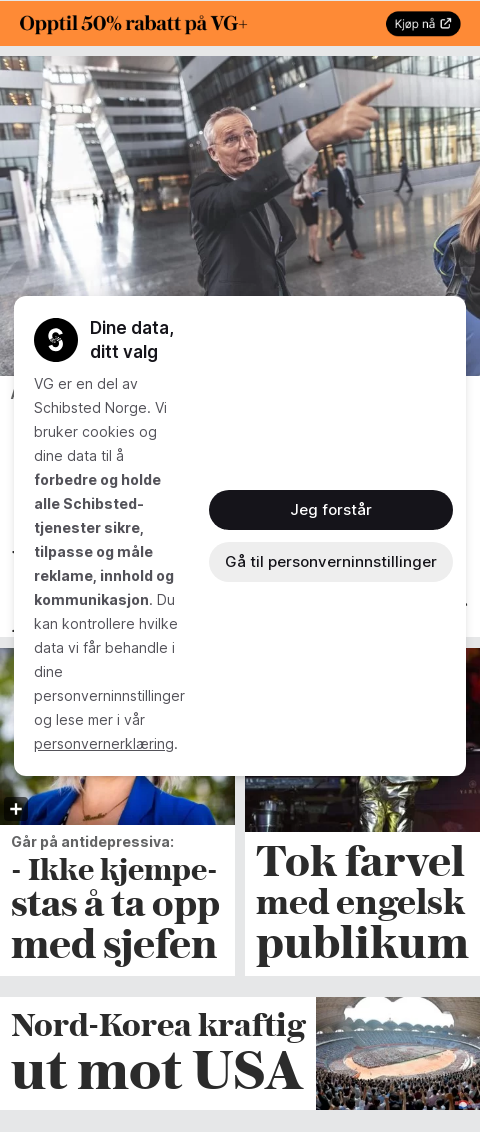 Opptil 50% rabatt på VG+
Kjøp nå
Dine data,
ditt valg
VG er en del av
Schibsted Norge. Vi
bruker cookies og
dine data til å
forbedre og holde
alle Schibsted-
tjenester sikre,
tilpasse og måle
reklame, innhold og
kommunikasjon. Du
kan kontrollere hvilke
data vi får behandle i
dine
personverninnstillinger
og lese mer i vår
personvernerklæring.
Jeg forstår
Gå til personverninnstillinger
Går på antidepressiva:
- Ikke kjempe-
stas å ta opp
med sjefen
Tok farvel
med engelsk
publikum
Nord-Korea kraftig
ut mot USA